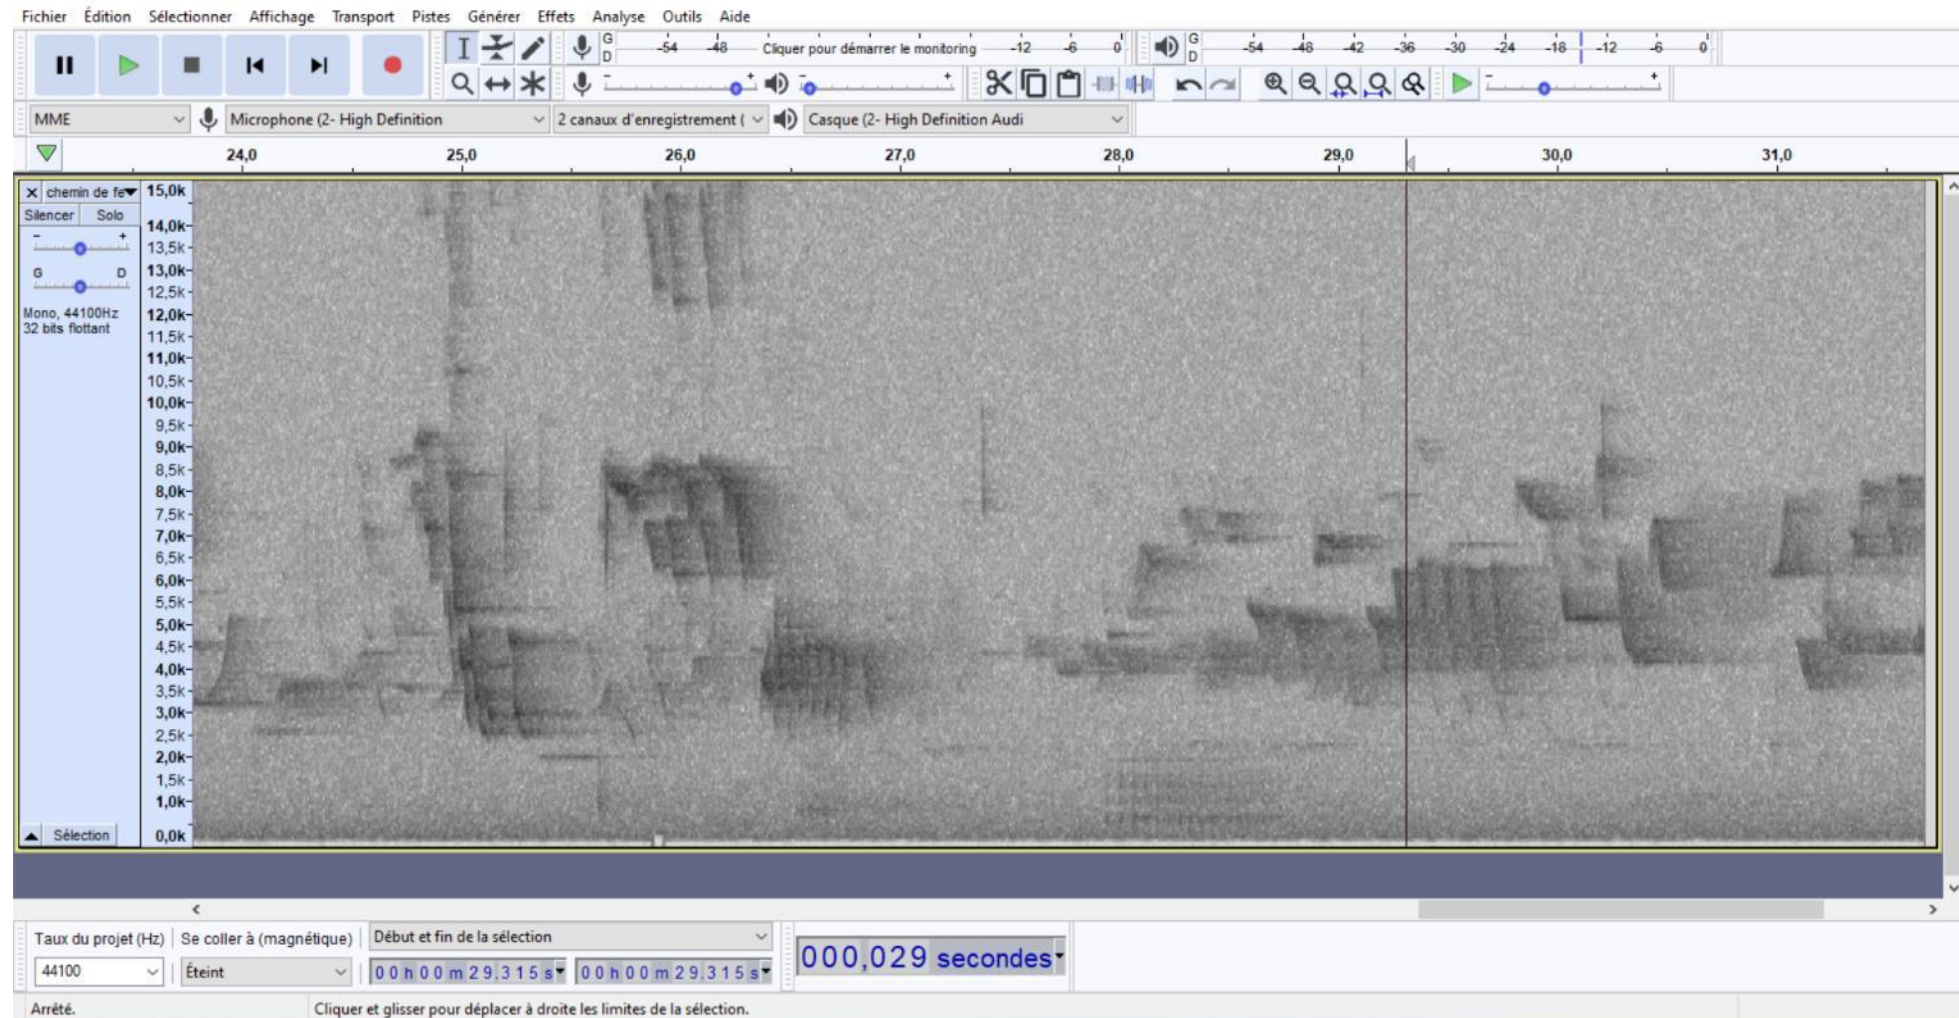 Fichier Édition Sélectionner Affichage Transport Pistes Générer Effets Analyse Outils Aide
G D -54 -48 Cliquer pour démarrer le monitoring -12 -6 0 G D -54 -48 -42 -36 -30 -24 -18 -12 -6 0
- + - + - +
MME Microphone (2- High Definition 2 canaux d'enregistrement ( Casque (2- High Definition Audi
24,0 25,0 26,0 27,0 28,0 29,0 30,0 31,0
chemin de fe 15,0k
Silencer Solo
- + 14,0k
13,5k
G D 13,0k
12,5k
Mono, 44100Hz 12,0k
32 bits flottant
11,5k
11,0k
10,5k
10,0k
9,5k
9,0k
8,5k
8,0k
7,5k
7,0k
6,5k
6,0k
5,5k
5,0k
4,5k
4,0k
3,5k
3,0k
2,5k
2,0k
1,5k
1,0k
Sélection 0,0k
Taux du projet (Hz) Se coller à (magnétique) Début et fin de la sélection
44100 Éteint 00h00m29.315s 00h00m29.315s 000,029 secondes
Arrêté. Cliquer et glisser pour déplacer à droite les limites de la sélection.